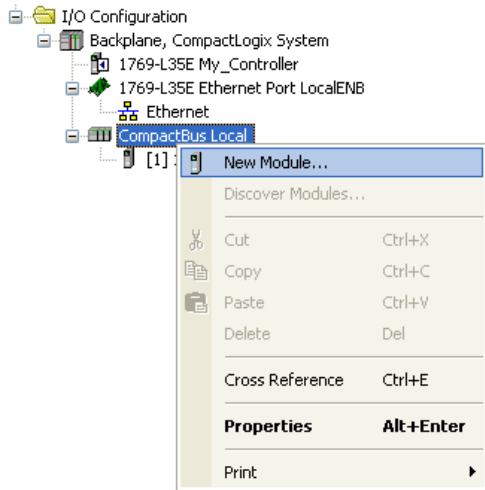 I/O Configuration
Backplane, CompactLogix System
1769-L35E My_Controller
1769-L35E Ethernet Port LocalENB
Ethernet
CompactBus Local
[1]
New Module...
Discover Modules...
Cut Ctrl+X
Copy Ctrl+C
Paste Ctrl+V
Delete Del
Cross Reference Ctrl+E
Properties Alt+Enter
Print